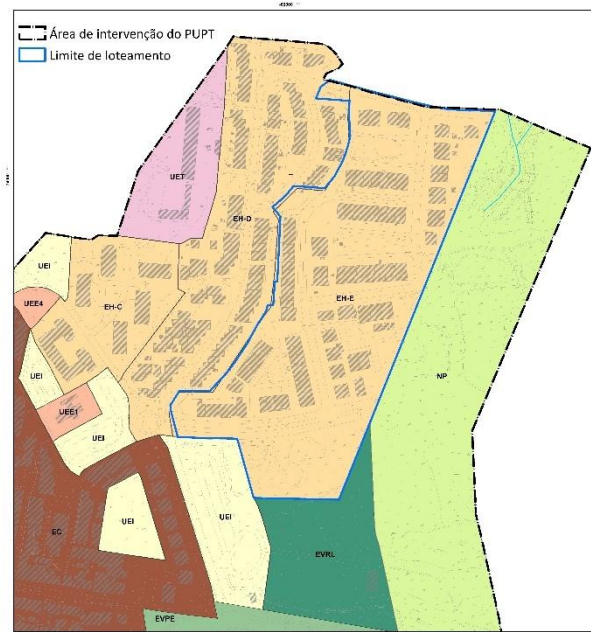 Área de intervenção do PUPT
Limite de loteamento
UET
EH-D
UEI
EH-C
EH-E
UEE4
NP
UEI
UEE1
UEI
UEI
UEI
EC
EVRL
EVPE